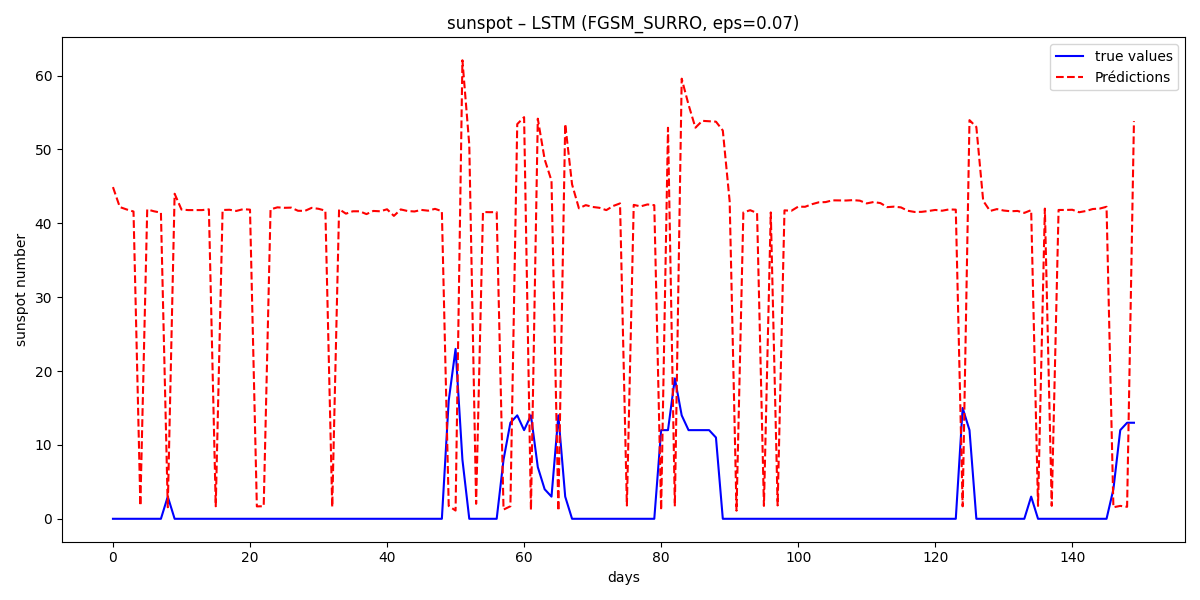 sunspot – LSTM (FGSM_SURRO, eps=0.07)
true values
Prédictions
sunspot number
60
50
40
30
20
10
0
0 20 40 60 80 100 120 140
days